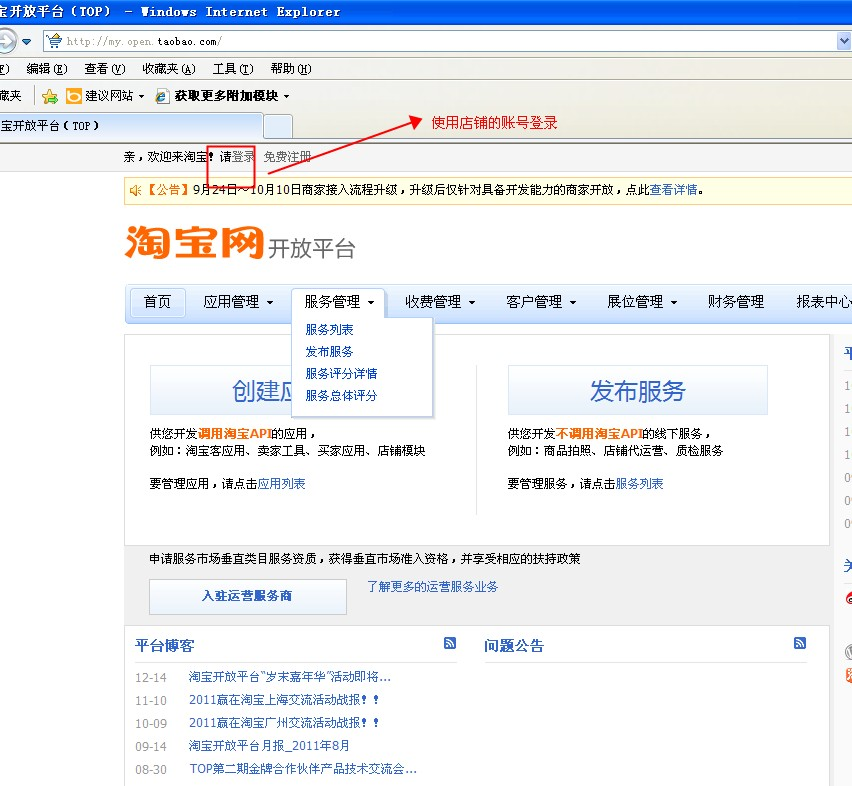 宝开放平台（TOP） - Windows Internet Explorer
http://my.open.taobao.com/
编辑(E) 查看(V) 收藏夹(A) 工具(T) 帮助(H)
藏夹 建议网站 获取更多附加模块
宝开放平台（TOP）
使用店铺的账号登录
亲，欢迎来淘宝！请登录 免费注册
【公告】9月24日～10月10日商家接入流程升级，升级后仅针对具备开发能力的商家开放，点此查看详情。
淘宝网开放平台
首页 应用管理 服务管理 收费管理 客户管理 展位管理 财务管理 报表中心
服务列表
发布服务
服务评分详情
服务总体评分
创建应
发布服务
供您开发调用淘宝API的应用，
例如：淘宝客应用、卖家工具、买家应用、店铺模块
要管理应用，请点击应用列表
供您开发不调用淘宝API的线下服务，
例如：商品拍照、店铺代运营、质检服务
要管理服务，请点击服务列表
申请服务市场垂直类目服务资质，获得垂直市场准入资格，并享受相应的扶持政策
入驻运营服务商 了解更多的运营服务业务
平台博客
12-14 淘宝开放平台“岁末嘉年华”活动即将...
11-10 2011赢在淘宝上海交流活动战报！！
10-09 2011赢在淘宝广州交流活动战报！！
09-14 淘宝开放平台月报_2011年8月
08-30 TOP第二期金牌合作伙伴产品技术交流会...
问题公告